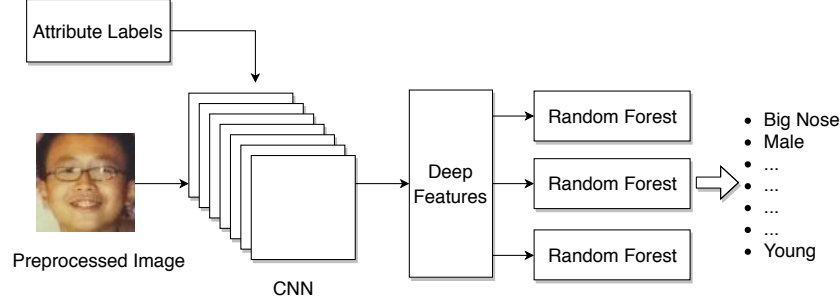 Attribute Labels
Preprocessed Image
CNN
Deep
Features
Random Forest
Random Forest
Random Forest
• Big Nose
• Male
• ...
• ...
• ...
• ...
• Young